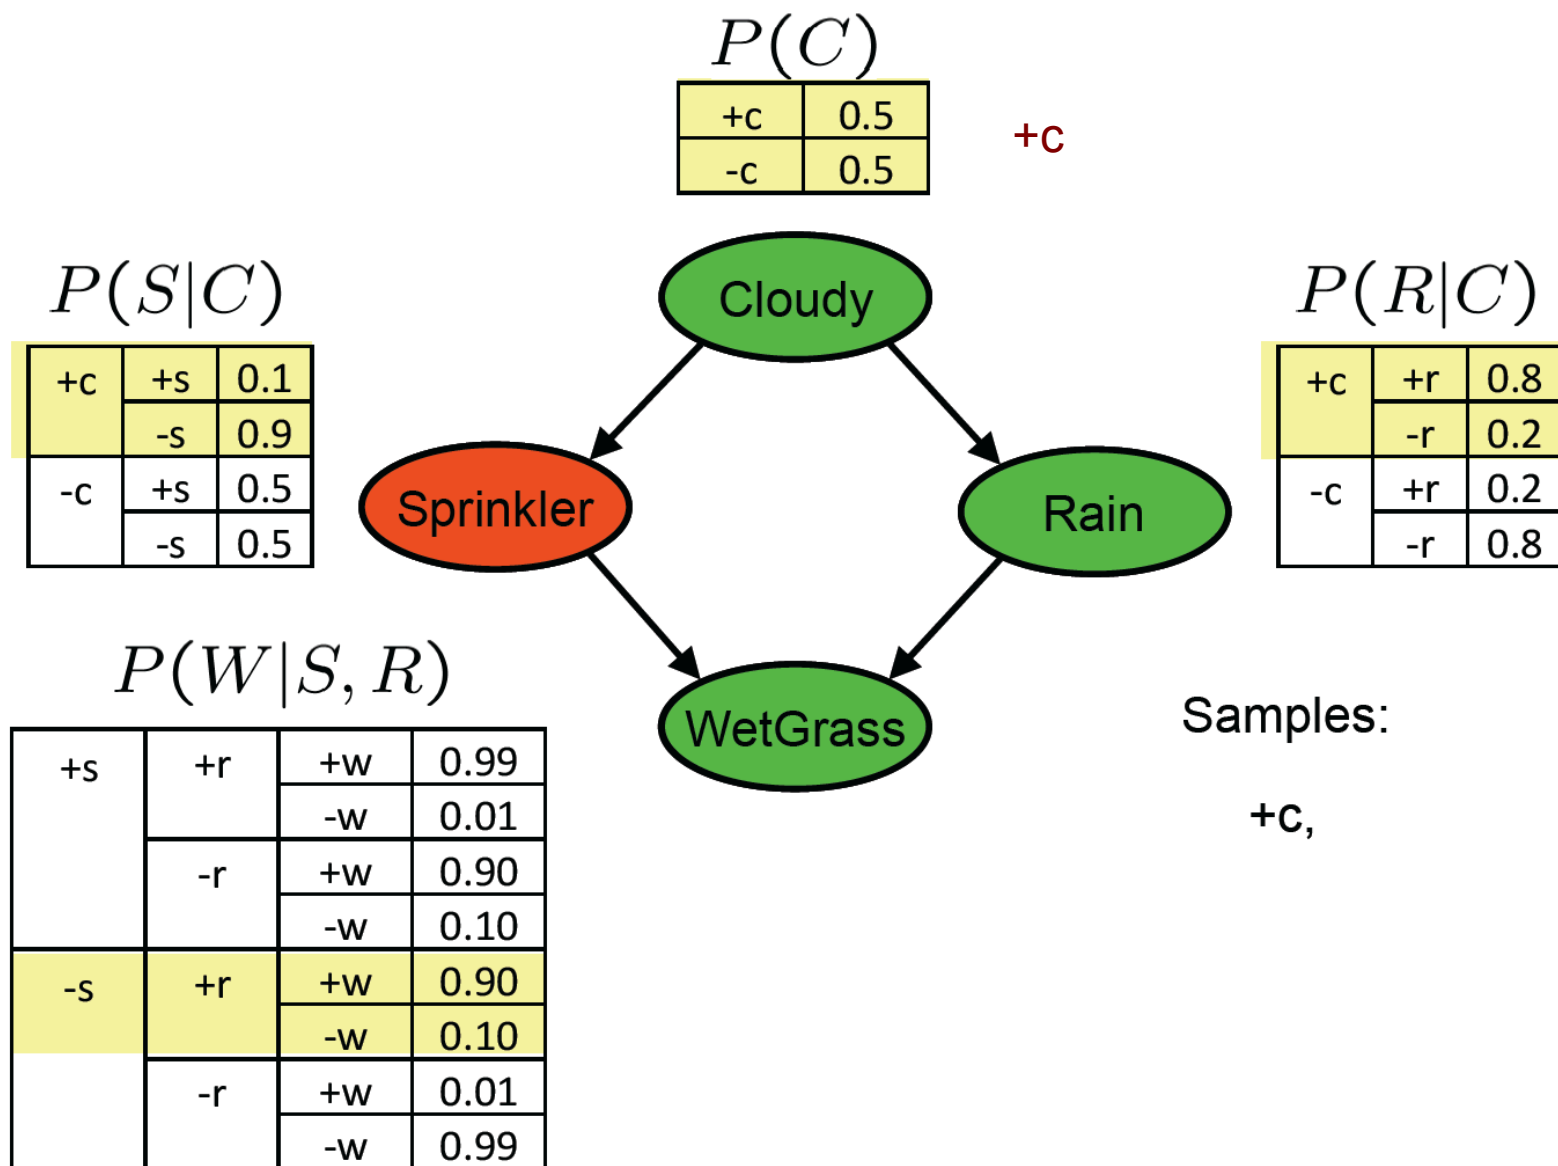 P(C)
+c 0.5
-c 0.5
+c
Cloudy
P(S|C)
+c +s 0.1
-s 0.9
-c +s 0.5
-s 0.5
P(R|C)
+c +r 0.8
-r 0.2
-c +r 0.2
-r 0.8
Sprinkler
Rain
P(W|S, R)
+s +r +w 0.99
-w 0.01
-r +w 0.90
-w 0.10
-s +r +w 0.90
-w 0.10
-r +w 0.01
-w 0.99
WetGrass
Samples:
+c,